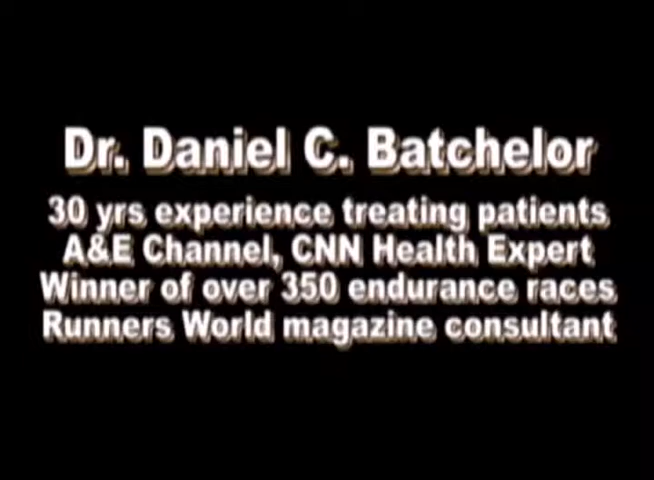 Dr. Daniel C. Batchelor
30 yrs experience treating patients
A&E Channel, CNN Health Expert
Winner of over 350 endurance races
Runners World magazine consultant